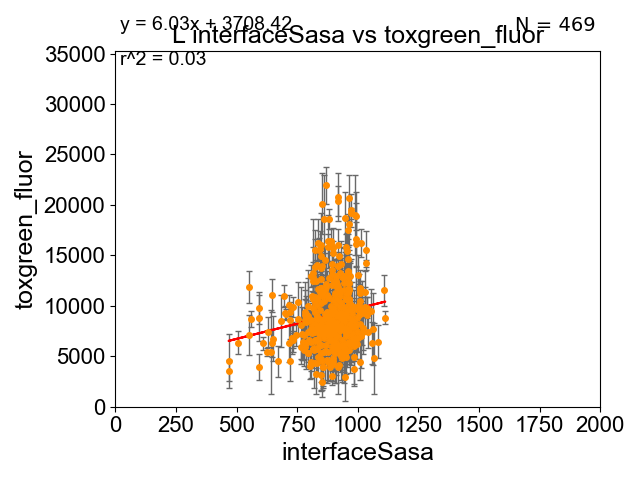 y = 6.03x + 3708.42
N = 469
L interfaceSasa vs toxgreen_fluor
r^2 = 0.03
35000
30000
25000
20000
15000
10000
5000
0
toxgreen_fluor
0 250 500 750 1000 1250 1500 1750 2000
interfaceSasa